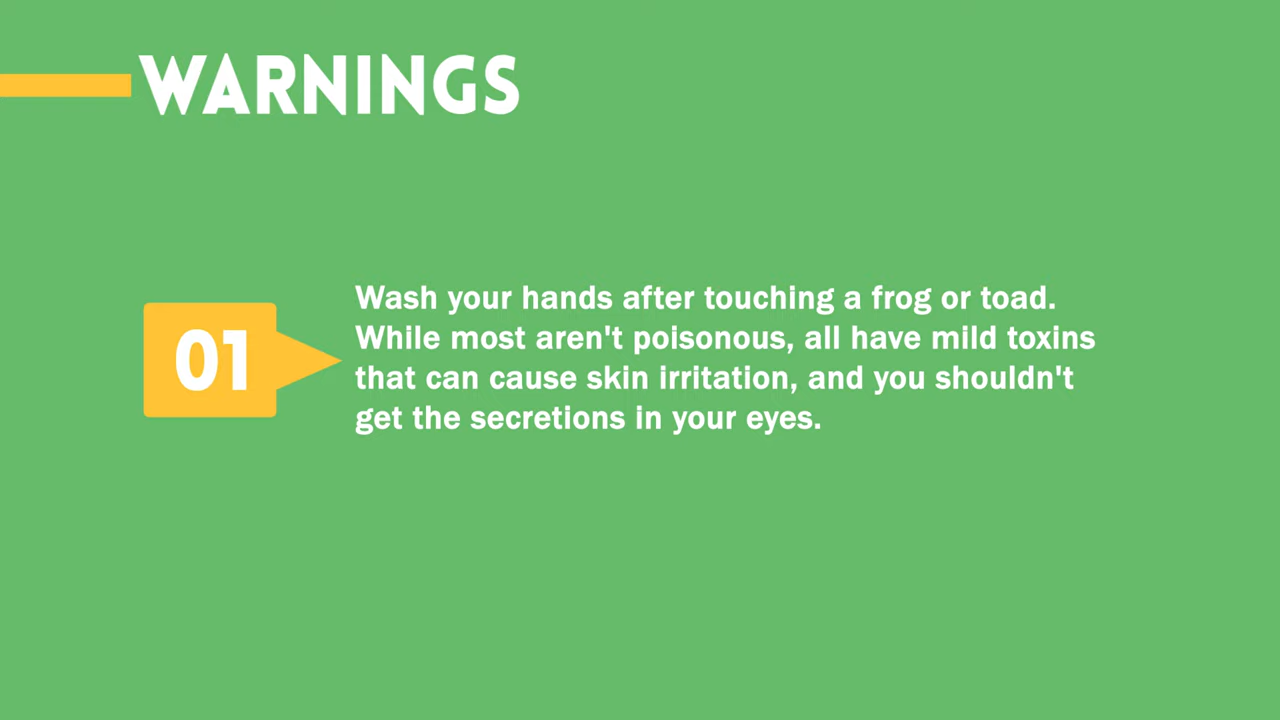 WARNINGS
01
Wash your hands after touching a frog or toad.
While most aren't poisonous, all have mild toxins
that can cause skin irritation, and you shouldn't
get the secretions in your eyes.